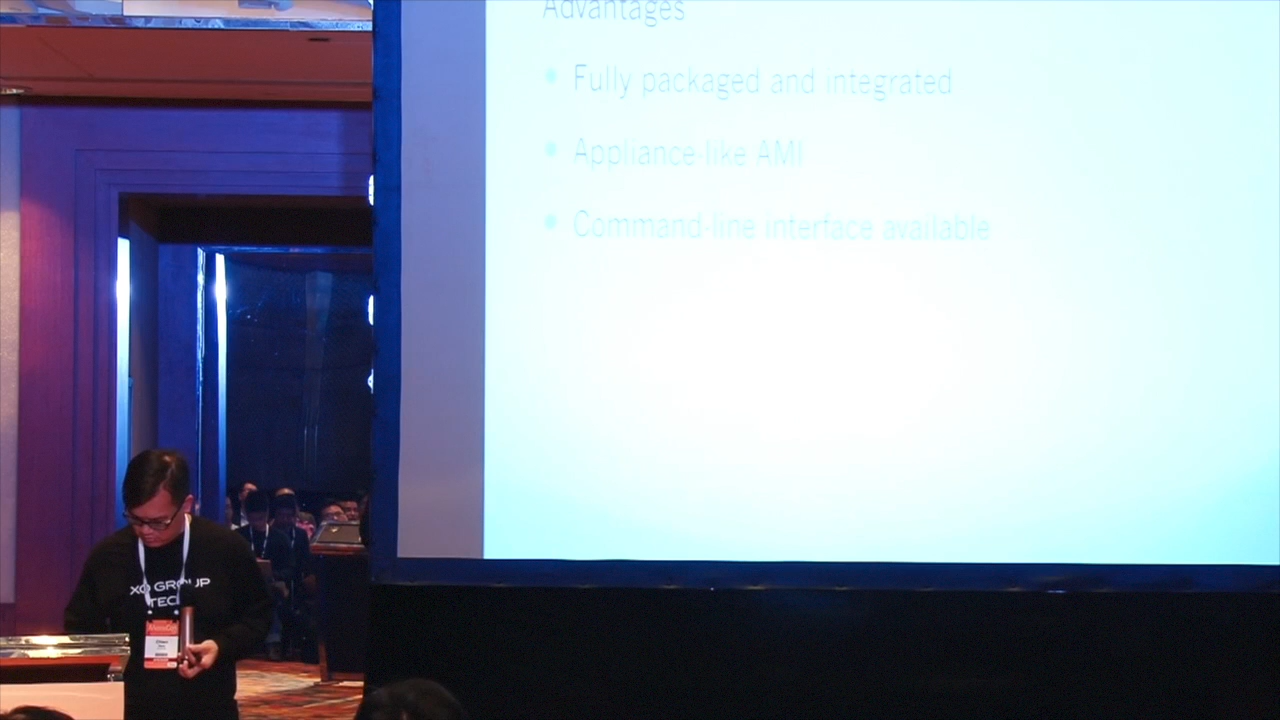 Advantages
• Fully packaged and integrated
• Appliance-like AMI
• Command-line interface available
XO GROUP
TECH